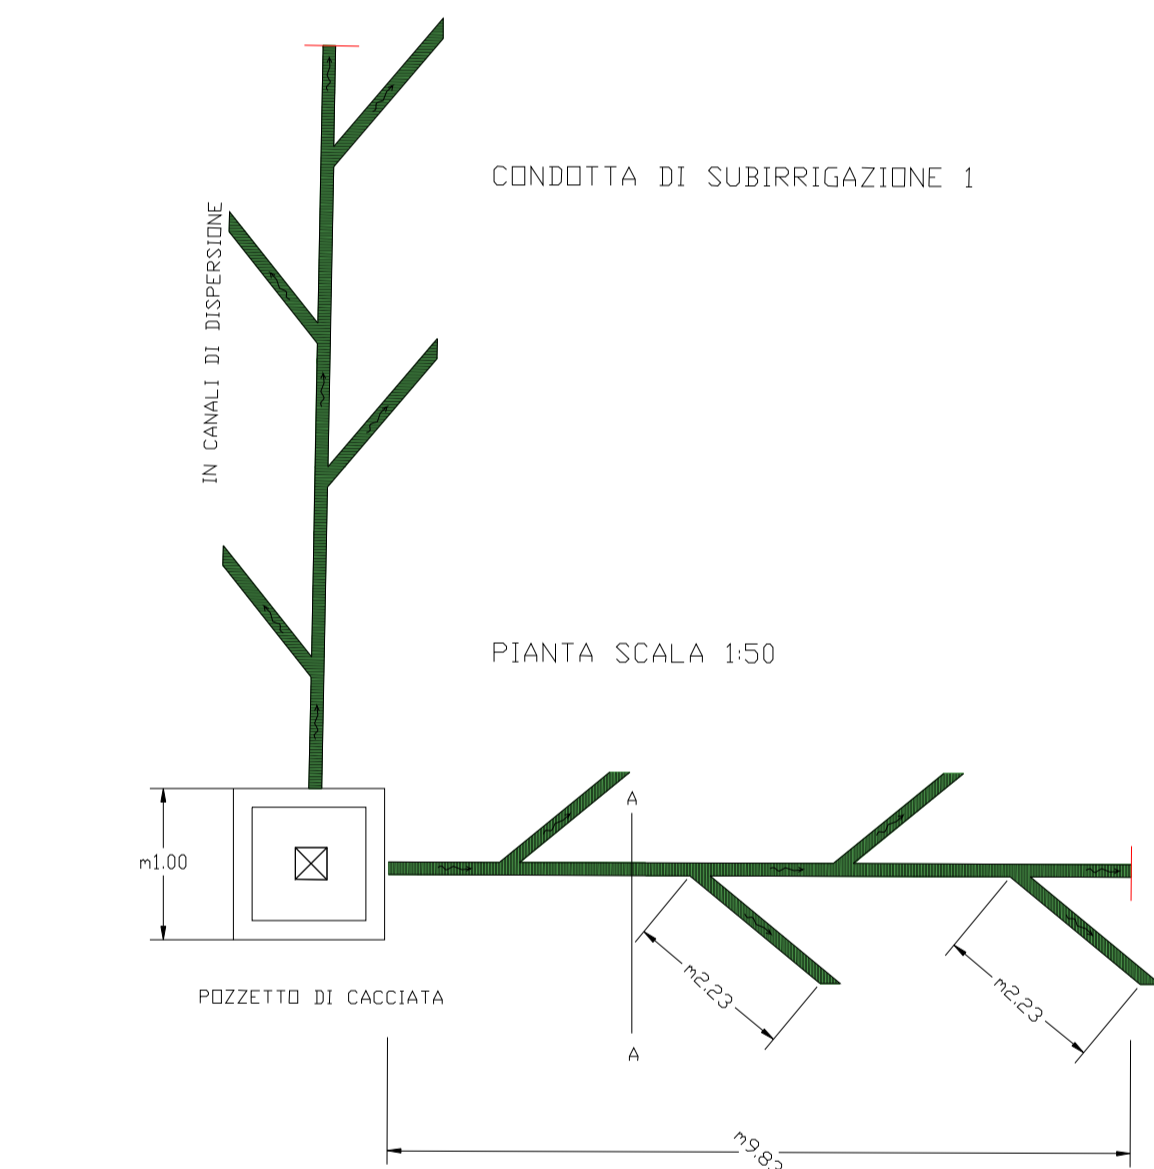 CONDOTTA DI SUBIRRIGAZIONE 1
IN CANALI DI DISPERSIONE
PIANTA SCALA 1:50
A
m1.00
m2.23
m2.23
POZZETTO DI CACCIATA
A